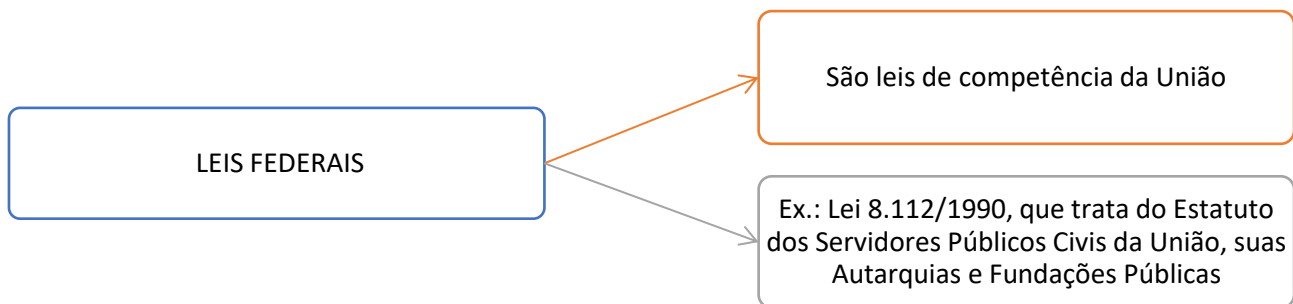 LEIS FEDERAIS
São leis de competência da União
Ex.: Lei 8.112/1990, que trata do Estatuto
dos Servidores Públicos Civis da União, suas
Autarquias e Fundações Públicas